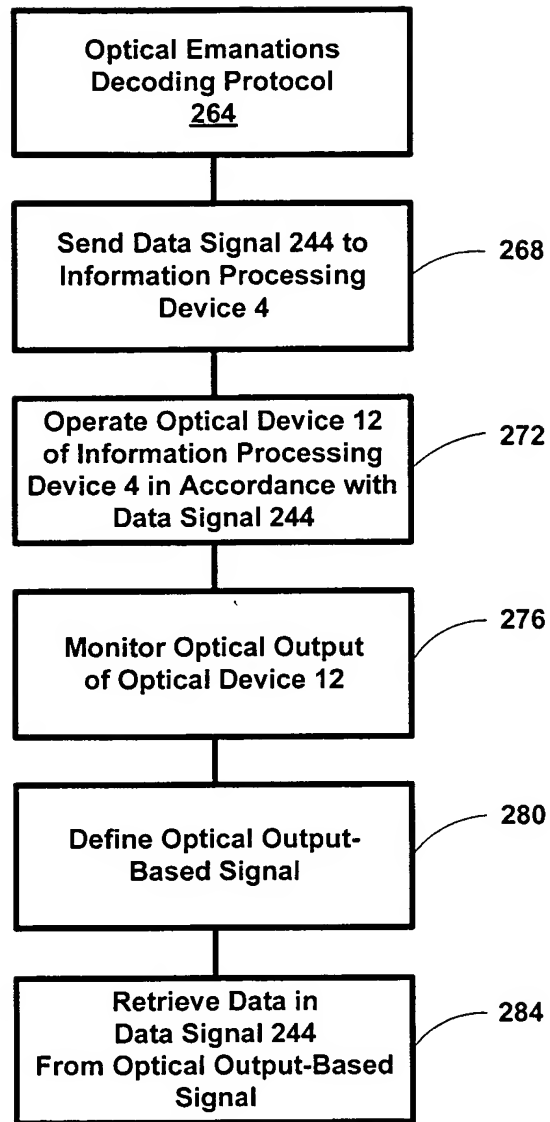 Optical Emanations
Decoding Protocol
264
Send Data Signal 244 to
Information Processing
Device 4
268
Operate Optical Device 12
of Information Processing
Device 4 in Accordance with
Data Signal 244
272
Monitor Optical Output
of Optical Device 12
276
Define Optical Output-
Based Signal
280
Retrieve Data in
Data Signal 244
From Optical Output-Based
Signal
284